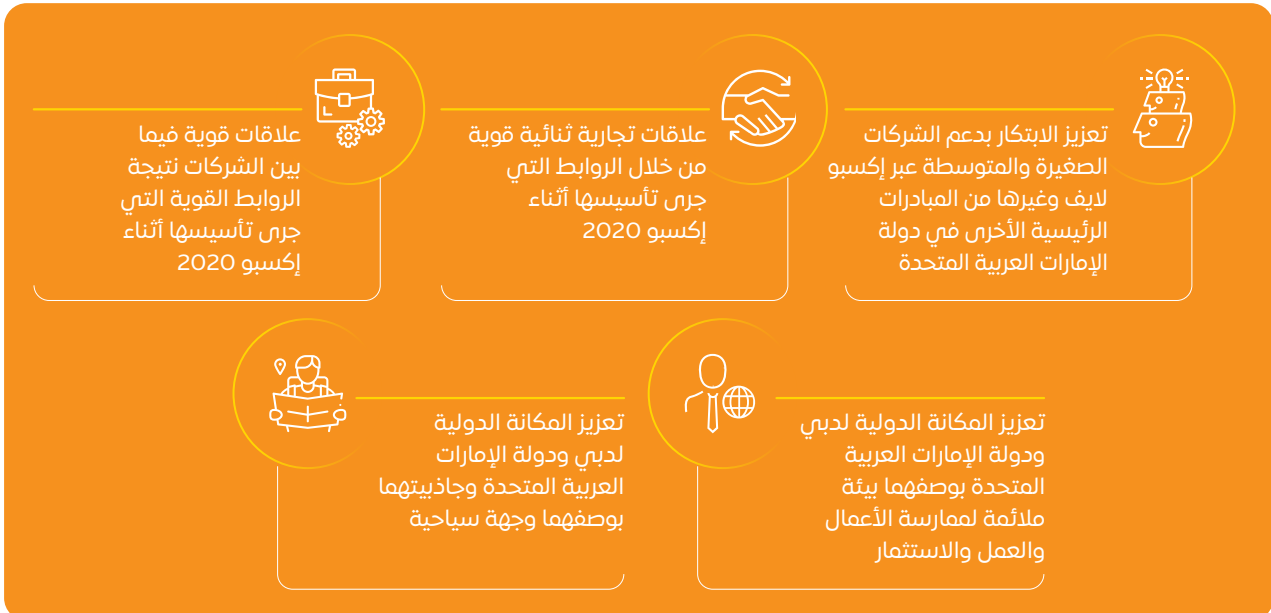 تعزيز الابتكار بدعم الشركات
الصغيرة والمتوسطة عبر إكسبو
لايف وغيرها من المبادرات
الرئيسية الأخرى في دولة
الإمارات العربية المتحدة
علاقات تجارية ثنائية قوية
من خلال الروابط التي
جرى تأسيسها أثناء
إكسبو 2020
علاقات قوية فيما
بين الشركات نتيجة
الروابط القوية التي
جرى تأسيسها أثناء
إكسبو 2020
تعزيز المكانة الدولية لدبي
ودولة الإمارات العربية
المتحدة بوصفهما بيئة
ملائمة لممارسة الأعمال
والعمل والاستثمار
تعزيز المكانة الدولية
لدبي ودولة الإمارات
العربية المتحدة وجاذبيتهما
بوصفهما وجهة سياحية